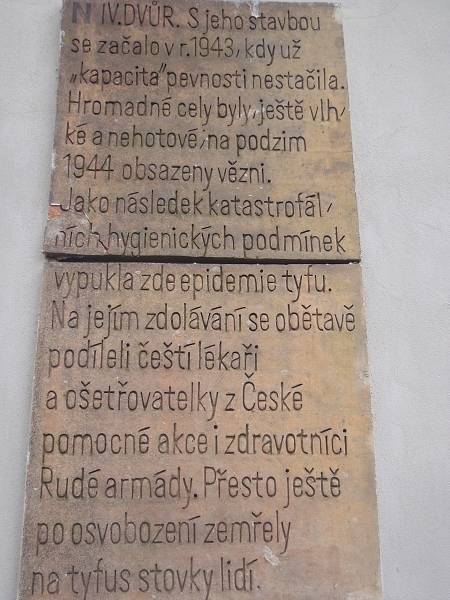 N IV.DVŮR. S jeho stavbou
se začalo v r.1943, kdy už
„kapacita" pevnosti nestačila.
Hromadné cely byly, ještě vlh,
ké a nehotové, na podzim
1944 obsazeny vězni.
Jako následek katastrofál,
ních hygienických podmínek
vypukla zde epidemie tyfu.
Na jejím zdolávání se obětavě
podíleli čeští lékaři
a ošetřovatelky z České
pomocné akce i zdravotníci
Rudé armády. Přesto ještě
po osvobození zemřely
na tyfus stovky lidí.